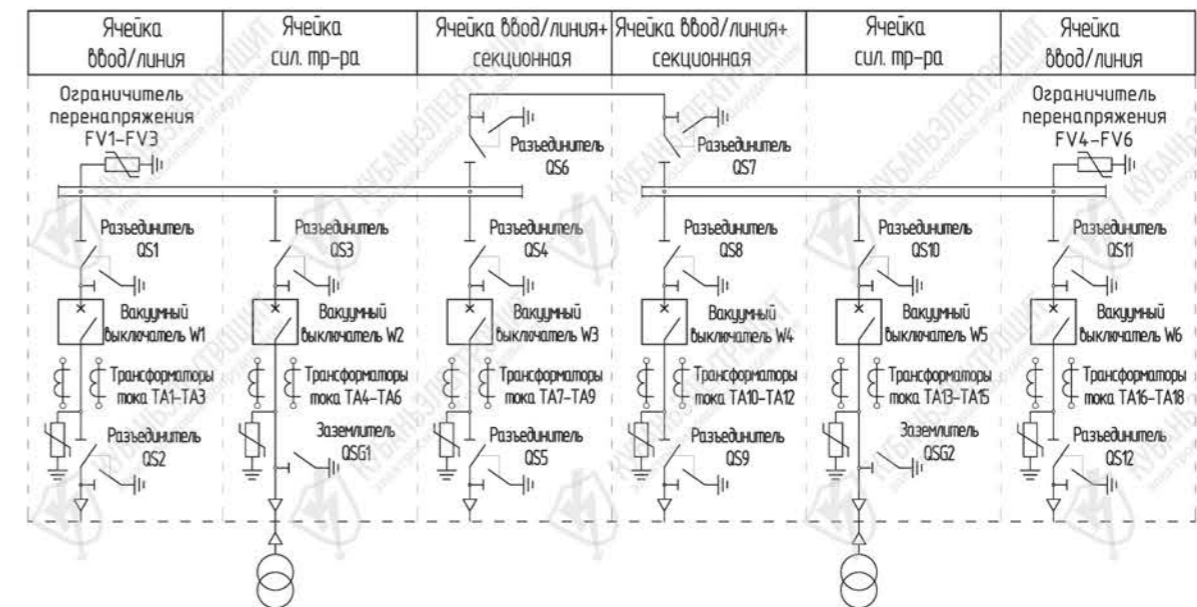 Ячейка
ввод/линия
Ячейка
сил. тр-ра
Ячейка ввод/линия+
секционная
Ячейка ввод/линия+
секционная
Ячейка
сил. тр-ра
Ячейка
ввод/линия
Ограничитель
перенапряжения
FV1-FV3
Разъединитель
QS6
Разъединитель
QS7
Ограничитель
перенапряжения
FV4-FV6
Разъединитель
QS1
Разъединитель
QS3
Разъединитель
QS4
Разъединитель
QS8
Разъединитель
QS10
Разъединитель
QS11
Вакуумный
выключатель W1
Вакуумный
выключатель W2
Вакуумный
выключатель W3
Вакуумный
выключатель W4
Вакуумный
выключатель W5
Вакуумный
выключатель W6
Трансформаторы
тока TA1-TA3
Трансформаторы
тока TA4-TA6
Трансформаторы
тока TA7-TA9
Трансформаторы
тока TA10-TA12
Трансформаторы
тока TA13-TA15
Трансформаторы
тока TA16-TA18
Разъединитель
QS2
Заземлитель
QSG1
Разъединитель
QS5
Разъединитель
QS9
Заземлитель
QSG2
Разъединитель
QS12
КУБАНЬЭЛЕКТРОЩИТ